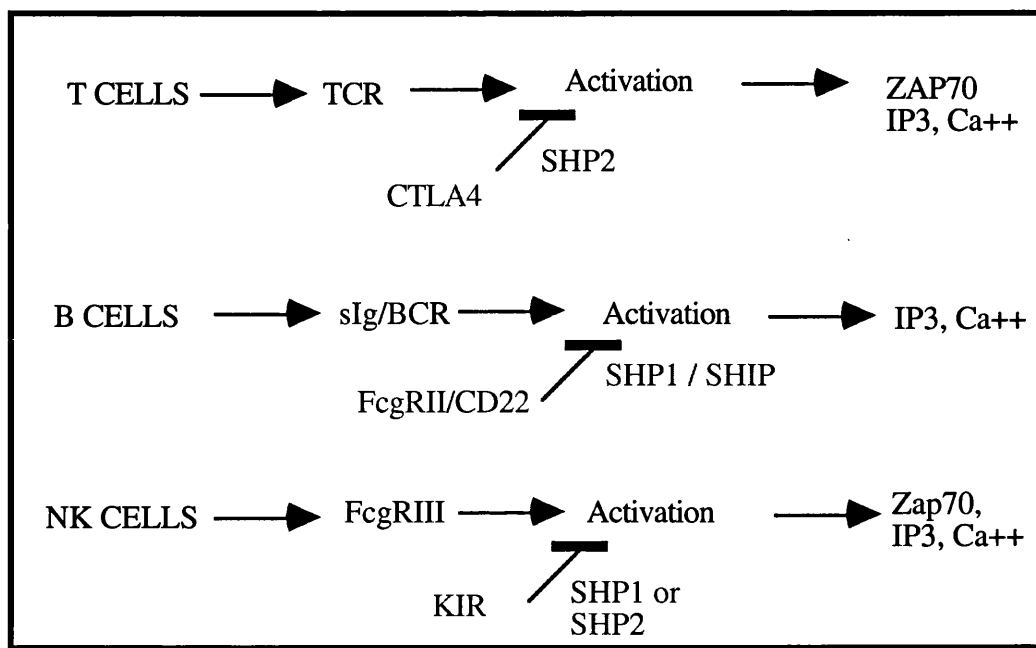 T CELLS TCR Activation ZAP70
IP3, Ca++
SHP2
CTLA4
B CELLS sIg/BCR Activation IP3, Ca++
SHP1 / SHIP
FcgRII/CD22
NK CELLS FcgRIII Activation Zap70,
IP3, Ca++
KIR SHP1 or
SHP2